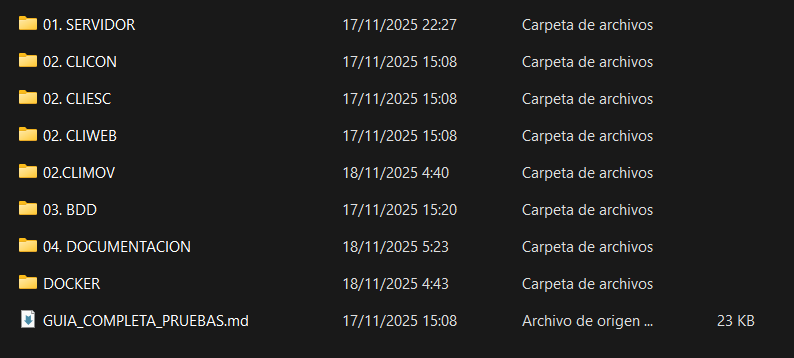 01. SERVIDOR 17/11/2025 22:27 Carpeta de archivos
02. CLICON 17/11/2025 15:08 Carpeta de archivos
02. CLIESC 17/11/2025 15:08 Carpeta de archivos
02. CLIWEB 17/11/2025 15:08 Carpeta de archivos
02.CLIMOV 18/11/2025 4:40 Carpeta de archivos
03. BDD 17/11/2025 15:20 Carpeta de archivos
04. DOCUMENTACION 18/11/2025 5:23 Carpeta de archivos
DOCKER 18/11/2025 4:43 Carpeta de archivos
GUIA_COMPLETA_PRUEBAS.md 17/11/2025 15:08 Archivo de origen ... 23 KB